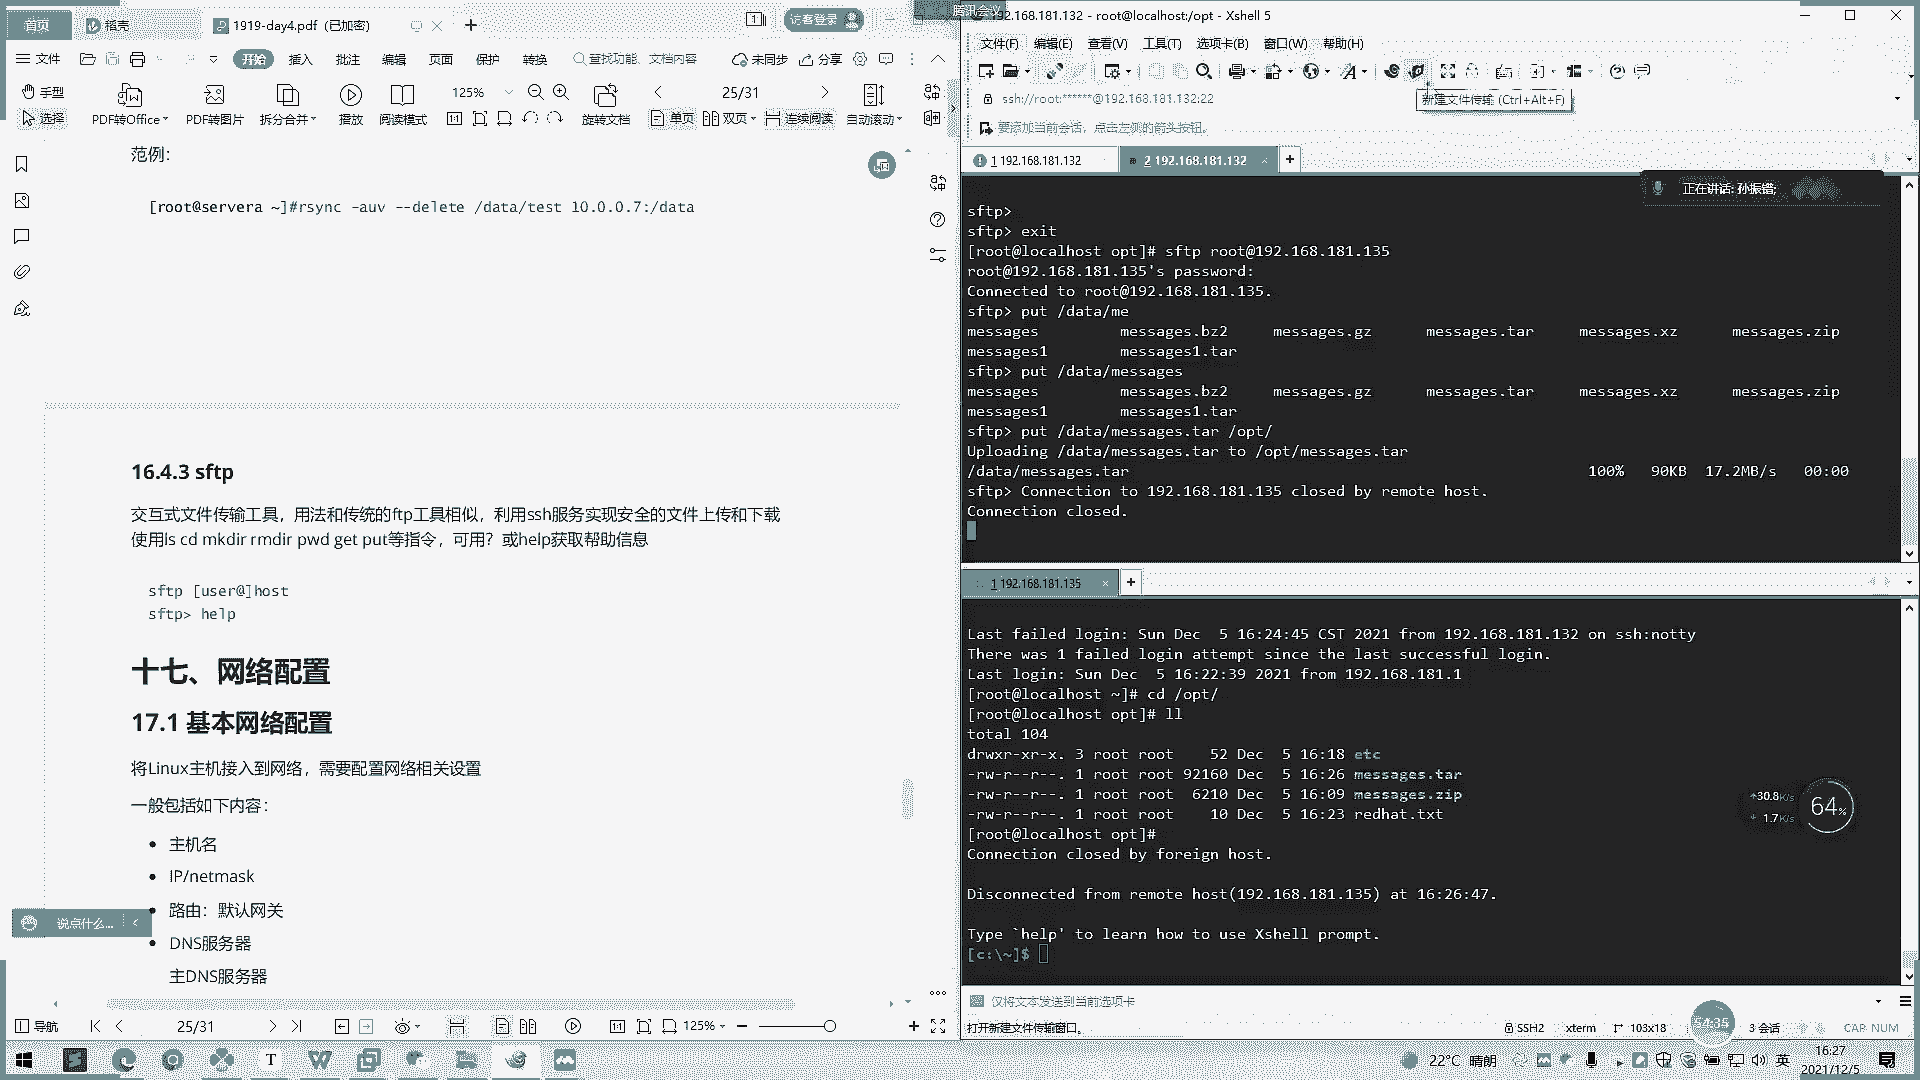 首页
稻壳
1919-day4.pdf (已加密)
访客登录
文件
开始
插入
批注
编辑
页面
保护
转换
查找功能、文档内容
未同步
分享
手型
选择
PDF转Office
PDF转图片
拆分合并
播放
阅读模式
125%
旋转文档
25/31
单页
双页
连续阅读
自动滚动
范例：
[root@servera ~]#rsync -auv --delete /data/test 10.0.0.7:/data
16.4.3 sftp
交互式文件传输工具，用法和传统的ftp工具相似，利用ssh服务实现安全的文件上传和下载
使用ls cd mkdir rmdir pwd get put等指令，可用？或help获取帮助信息
sftp [user@]host
sftp> help
十七、网络配置
17.1 基本网络配置
将Linux主机接入到网络，需要配置网络相关设置
一般包括如下内容：
主机名
IP/netmask
路由：默认网关
DNS服务器
主DNS服务器
说点什么...
导航
25/31
125%
腾讯会议
192.168.181.132 - root@localhost:/opt - Xshell 5
文件(F)
编辑(E)
查看(V)
工具(T)
选项卡(B)
窗口(W)
帮助(H)
ssh://root:******@192.168.181.132:22
新建文件传输 (Ctrl+Alt+F)
要添加当前会话，点击左侧的箭头按钮。
1 192.168.181.132
2 192.168.181.132
正在讲话: 孙振错;
sftp>
sftp> exit
[root@localhost opt]# sftp root@192.168.181.135
root@192.168.181.135's password:
Connected to root@192.168.181.135.
sftp> put /data/me
messages messages.bz2 messages.gz messages.tar messages.xz messages.zip
messages1 messages1.tar
sftp> put /data/messages
messages messages.bz2 messages.gz messages.tar messages.xz messages.zip
messages1 messages1.tar
sftp> put /data/messages.tar /opt/
Uploading /data/messages.tar to /opt/messages.tar
/data/messages.tar 100% 90KB 17.2MB/s 00:00
sftp> Connection to 192.168.181.135 closed by remote host.
Connection closed.
1 192.168.181.135
Last failed login: Sun Dec  5 16:24:45 CST 2021 from 192.168.181.132 on ssh:notty
There was 1 failed login attempt since the last successful login.
Last login: Sun Dec  5 16:22:39 2021 from 192.168.181.1
[root@localhost ~]# cd /opt/
[root@localhost opt]# ll
total 104
drwxr-xr-x. 3 root root    52 Dec  5 16:18 etc
-rw-r--r--. 1 root root 92160 Dec  5 16:26 messages.tar
-rw-r--r--. 1 root root  6210 Dec  5 16:09 messages.zip
-rw-r--r--. 1 root root    10 Dec  5 16:23 redhat.txt
[root@localhost opt]#
Connection closed by foreign host.
Disconnected from remote host(192.168.181.135) at 16:26:47.
Type `help' to learn how to use Xshell prompt.
[c:\~]$
↑30.8K/s
↓ 1.7K/s
64%
仅将文本发送到当前选项卡
打开新建文件传输窗口。
SSH2
xterm
103x18
54:35
3 会话
CAP NUM
22°C 晴朗
英
16:27
2021/12/5